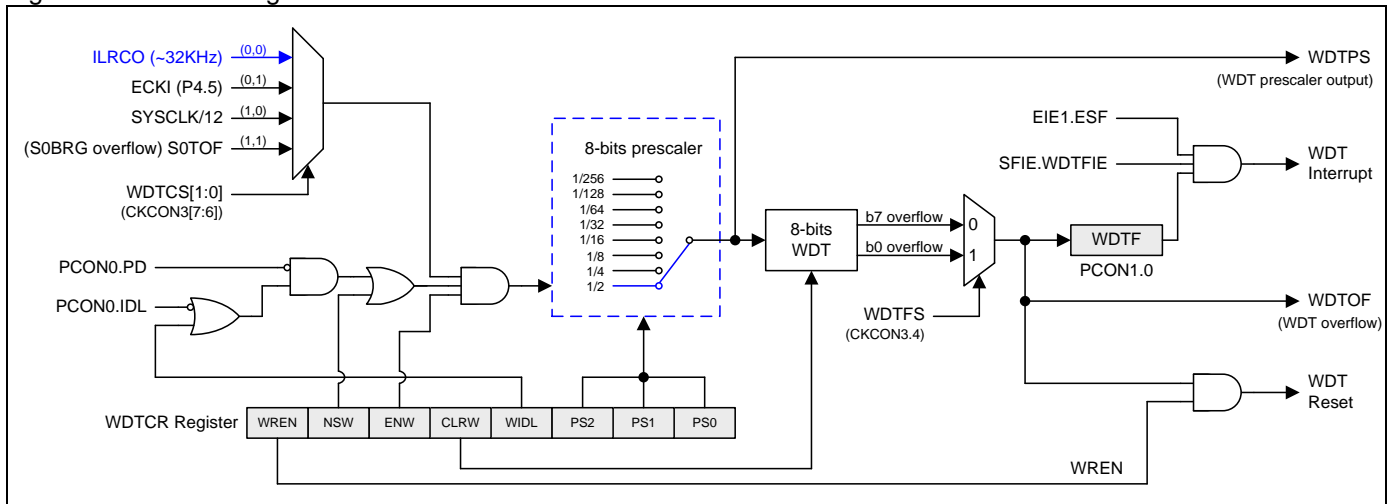 ILRCO (~32KHz)
(0,0)
ECKI (P4.5)
(0,1)
SYSCLK/12
(1,0)
(S0BRG overflow) S0TOF
(1,1)
WDTCS[1:0]
(CKCON3[7:6])
PCON0.PD
PCON0.IDL
8-bits prescaler
1/256
1/128
1/64
1/32
1/16
1/8
1/4
1/2
8-bits
WDT
b7 overflow
b0 overflow
0
1
WDTFS
(CKCON3.4)
WDTPS
(WDT prescaler output)
EIE1.ESF
SFIE.WDTFIE
WDT
Interrupt
WDTF
PCON1.0
WDTOF
(WDT overflow)
WDT
Reset
WDTCR Register
WREN NSW ENW CLRW WIDL PS2 PS1 PS0
WREN